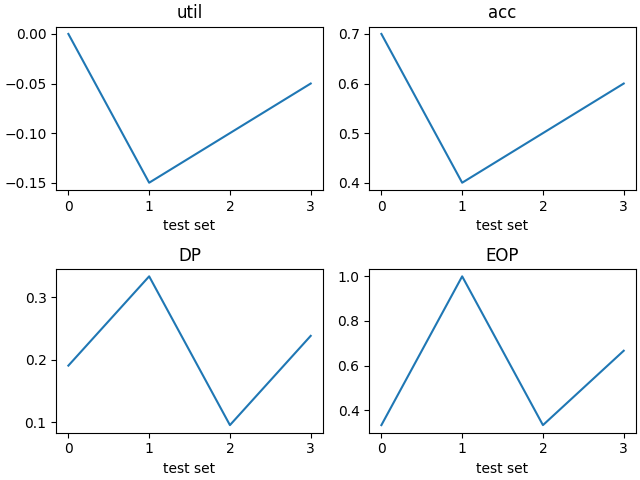 util
0.00
−0.05
−0.10
−0.15
0 1 2 3
test set
acc
0.7
0.6
0.5
0.4
0 1 2 3
test set
DP
0.3
0.2
0.1
0 1 2 3
test set
EOP
1.0
0.8
0.6
0.4
0 1 2 3
test set